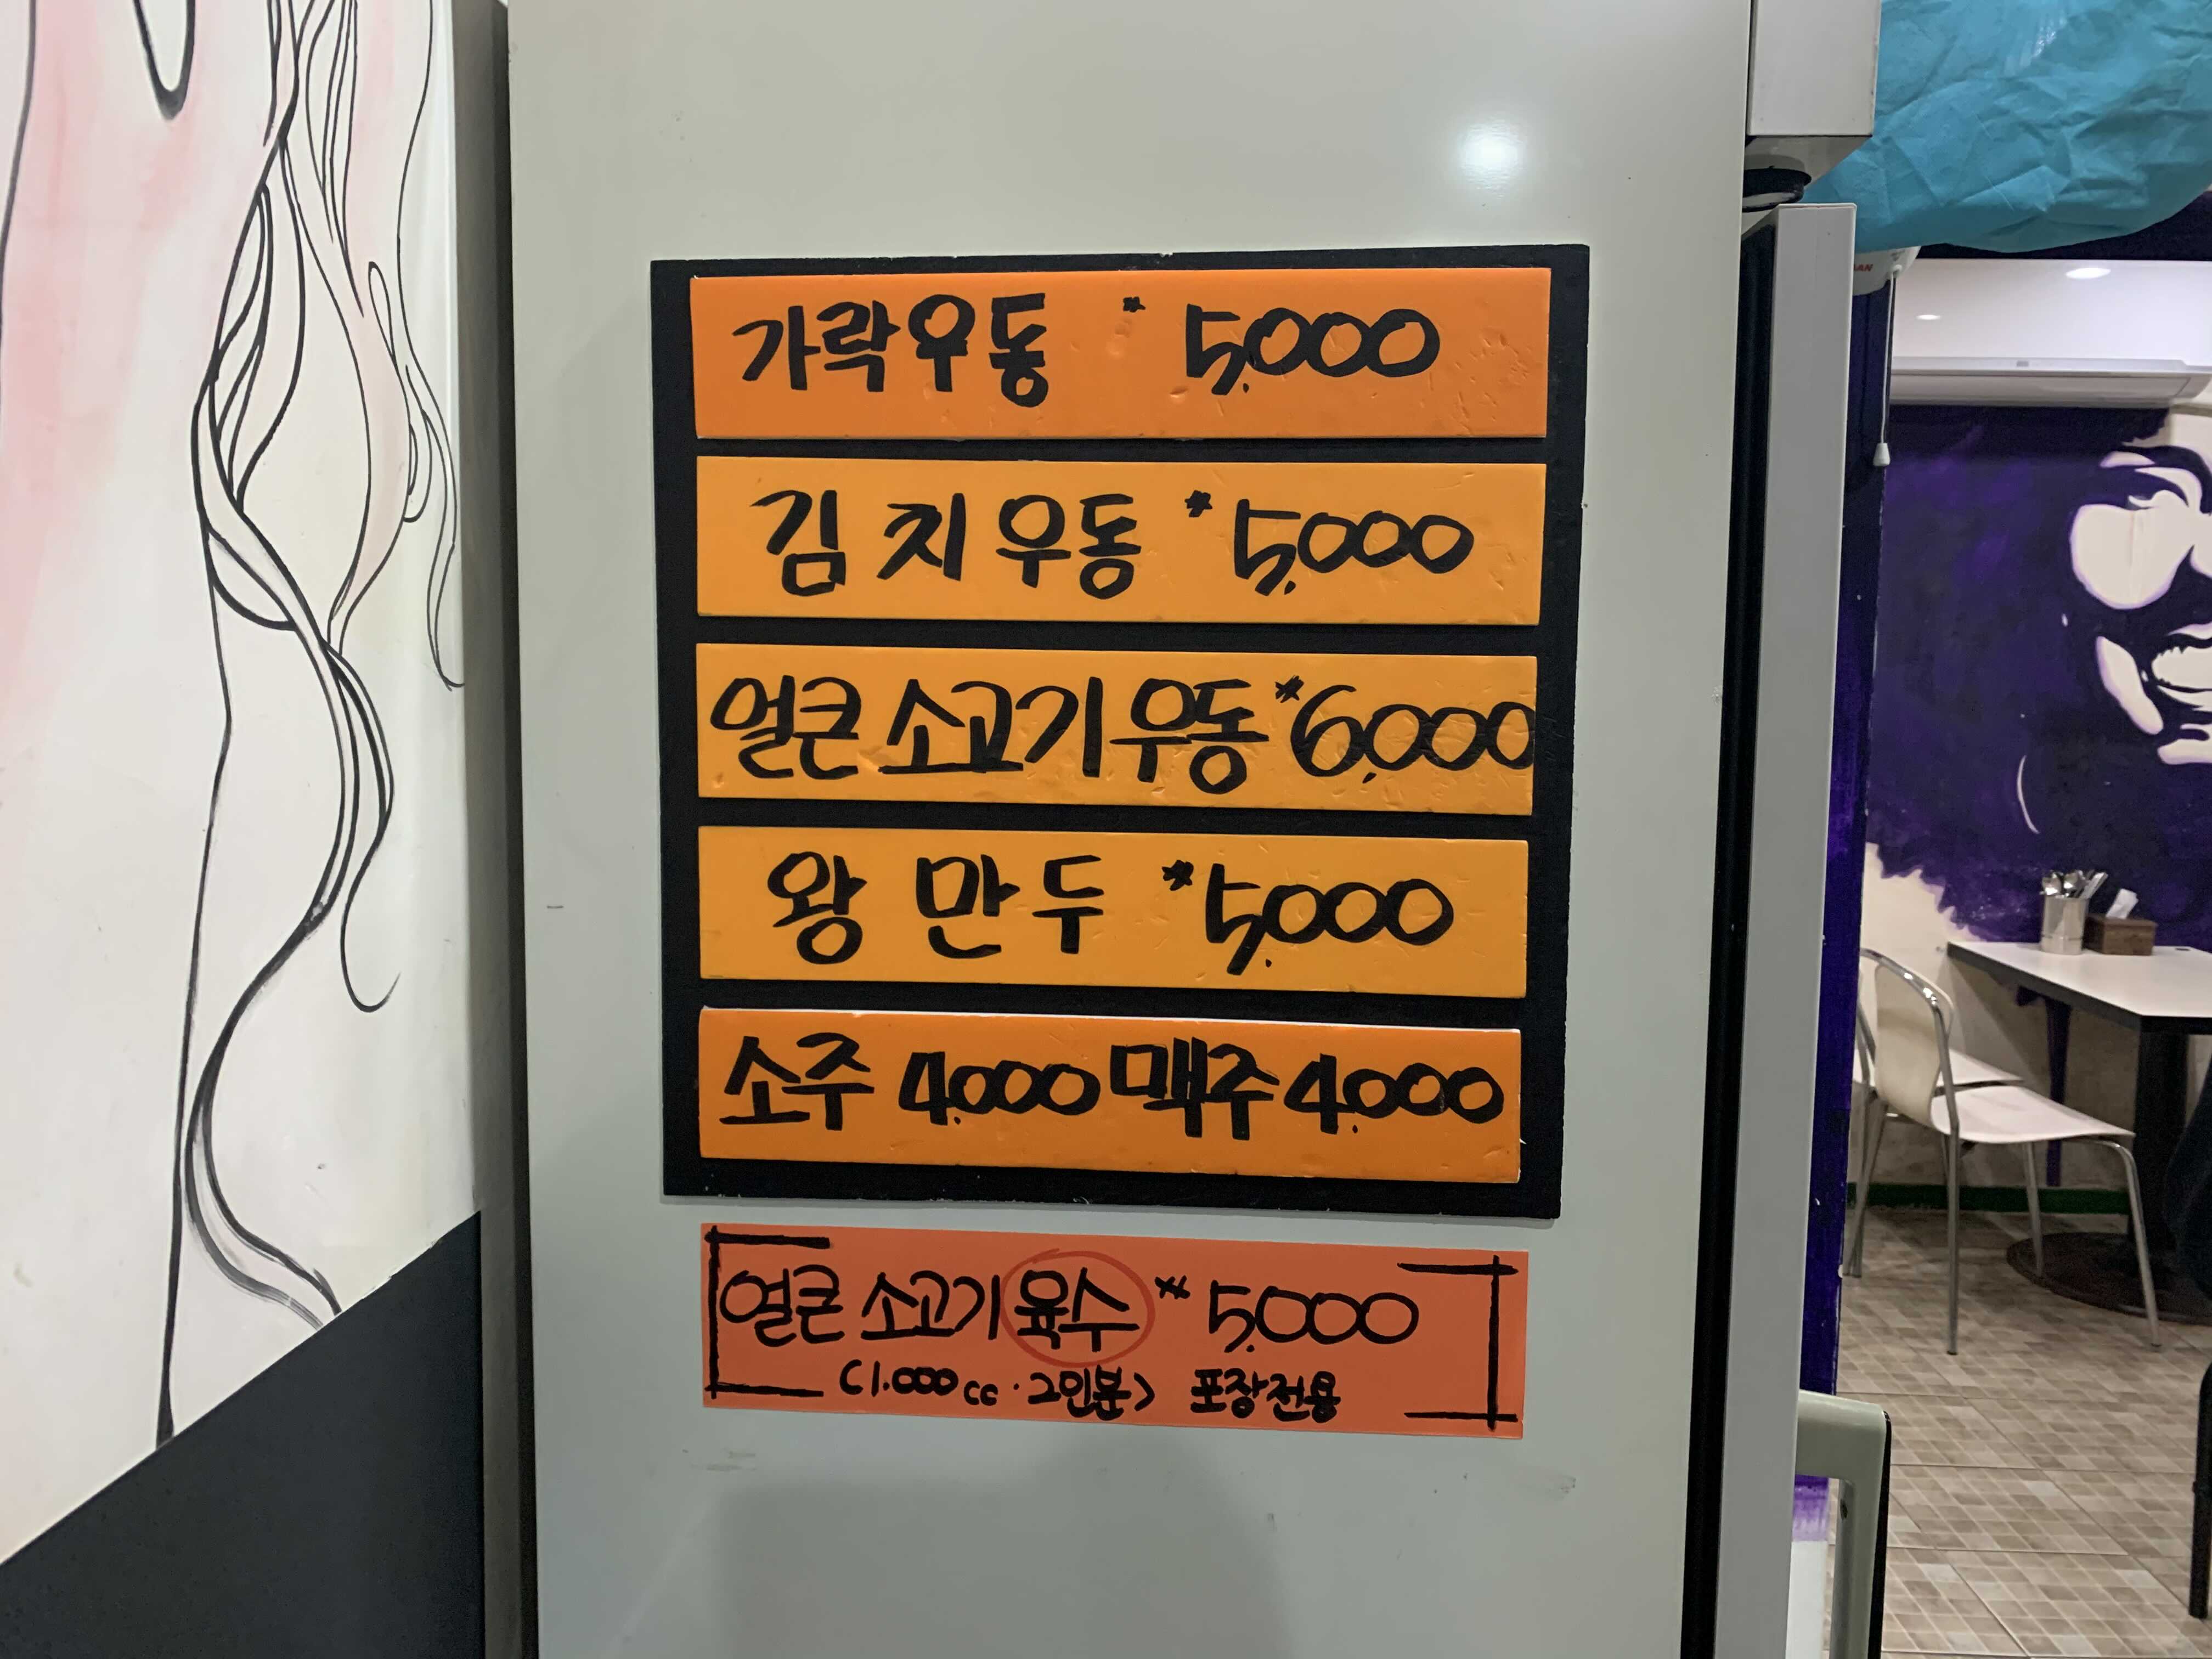 가락우동 * 5,000
김치우동 * 5,000
얼큰소고기우동 * 6,000
왕만두 * 5,000
소주 4,000 맥주 4,000
얼큰 소고기육수 * 5,000
<1.000cc · 2인분> 포장전용